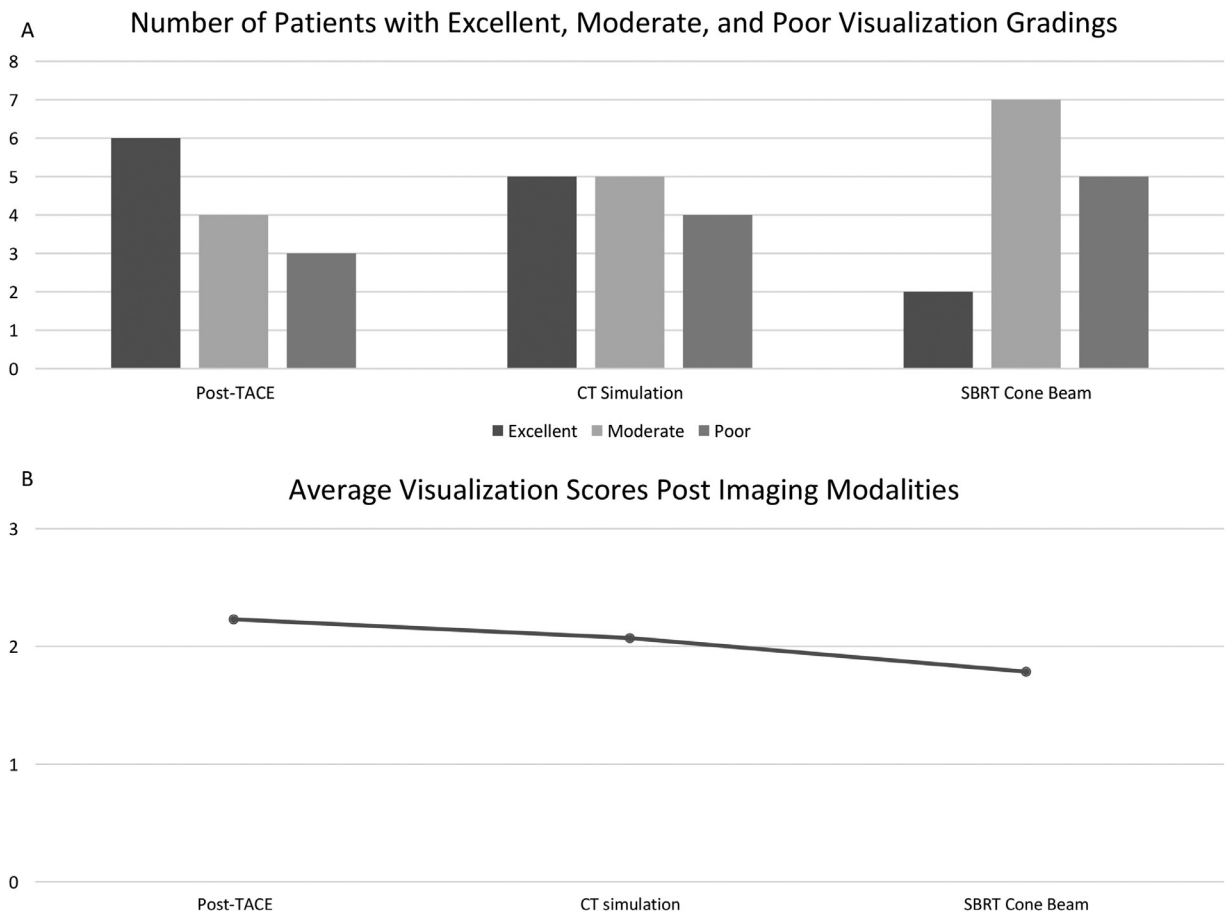 A
Number of Patients with Excellent, Moderate, and Poor Visualization Gradings
8
7
6
5
4
3
2
1
0
Post-TACE
CT Simulation
SBRT Cone Beam
Excellent Moderate Poor
B
Average Visualization Scores Post Imaging Modalities
3
2
1
0
Post-TACE
CT simulation
SBRT Cone Beam